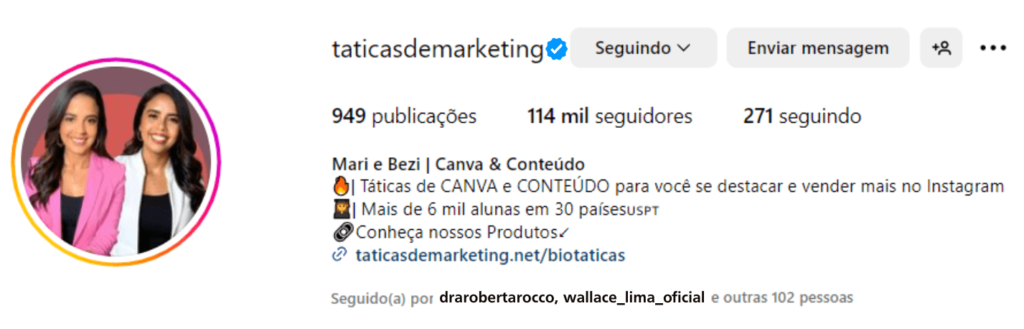 taticasdemarketing Seguindo Enviar mensagem
949 publicações 114 mil seguidores 271 seguindo
Mari e Bezi | Canva & Conteúdo
| Táticas de CANVA e CONTEÚDO para você se destacar e vender mais no Instagram
| Mais de 6 mil alunas em 30 paísesUSPT
Conheça nossos Produtos✓
taticasdemarketing.net/biotaticas
Seguido(a) por drarobertarocco, wallace_lima_oficial e outras 102 pessoas